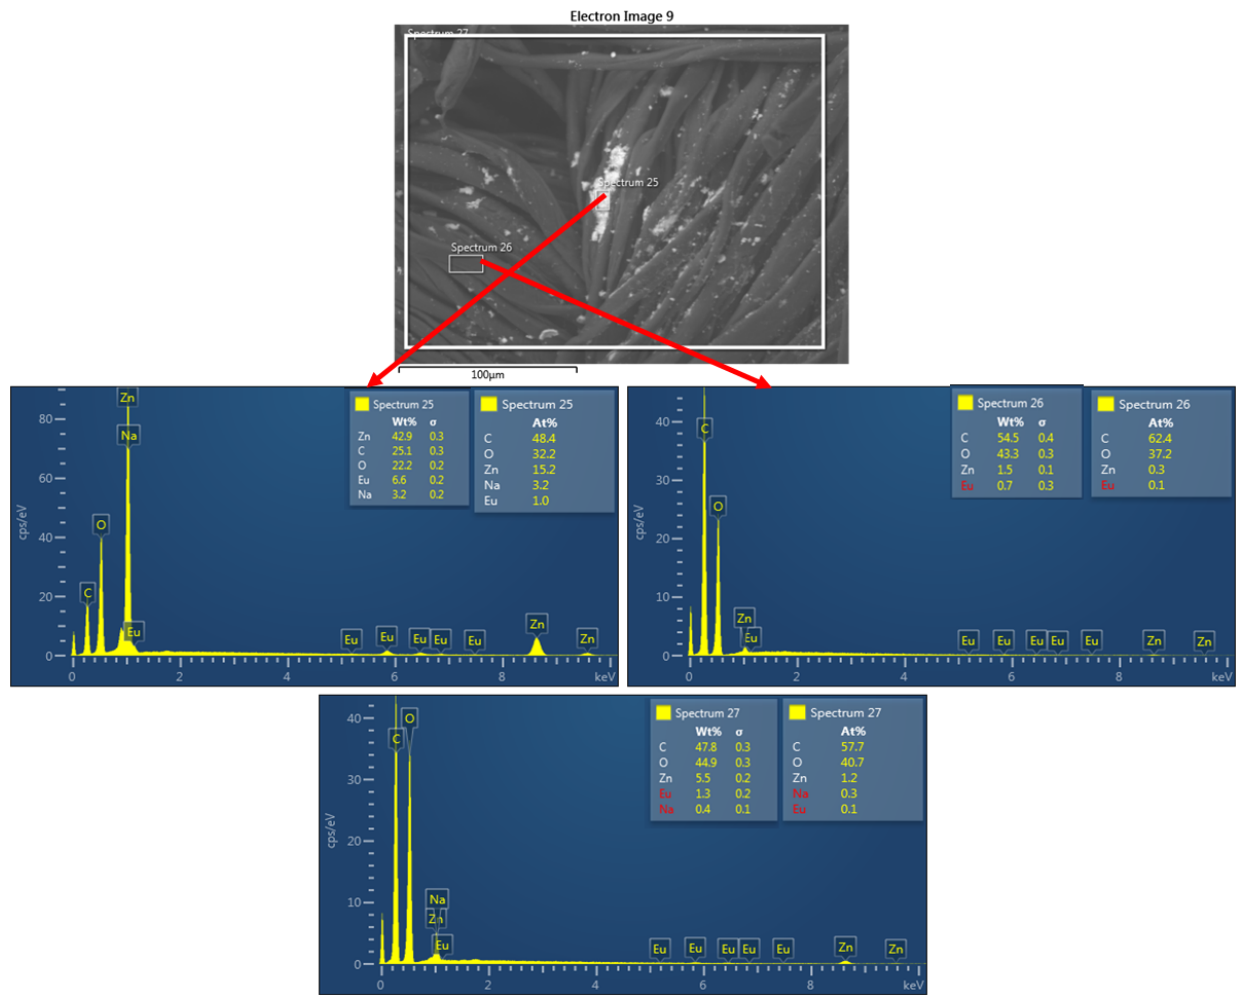 Electron Image 9
Spectrum 27
Spectrum 25
Spectrum 26
100µm
Spectrum 25
Wt% σ
Zn 42.9 0.3
C 25.1 0.3
O 22.2 0.2
Eu 6.6 0.2
Na 3.2 0.2
Spectrum 25
At%
C 48.4
O 32.2
Zn 15.2
Na 3.2
Eu 1.0
cps/eV
80
60
40
20
0
Zn
Na
O
C
Eu
Eu Eu Eu Eu Eu Zn Zn
0 2 4 6 8 keV
Spectrum 26
Wt% σ
C 54.5 0.4
O 43.3 0.3
Zn 1.5 0.1
Eu 0.7 0.3
Spectrum 26
At%
C 62.4
O 37.2
Zn 0.3
Eu 0.1
cps/eV
40
30
20
10
0
C
O
Zn
Eu
Eu Eu Eu Eu Eu Zn Zn
0 2 4 6 8 keV
Spectrum 27
Wt% σ
C 47.8 0.3
O 44.9 0.3
Zn 5.5 0.2
Eu 1.3 0.2
Na 0.4 0.1
Spectrum 27
At%
C 57.7
O 40.7
Zn 1.2
Na 0.3
Eu 0.1
cps/eV
40
30
20
10
0
O
C
Na
Zn
Eu
Eu Eu Eu Eu Eu Zn Zn
0 2 4 6 8 keV